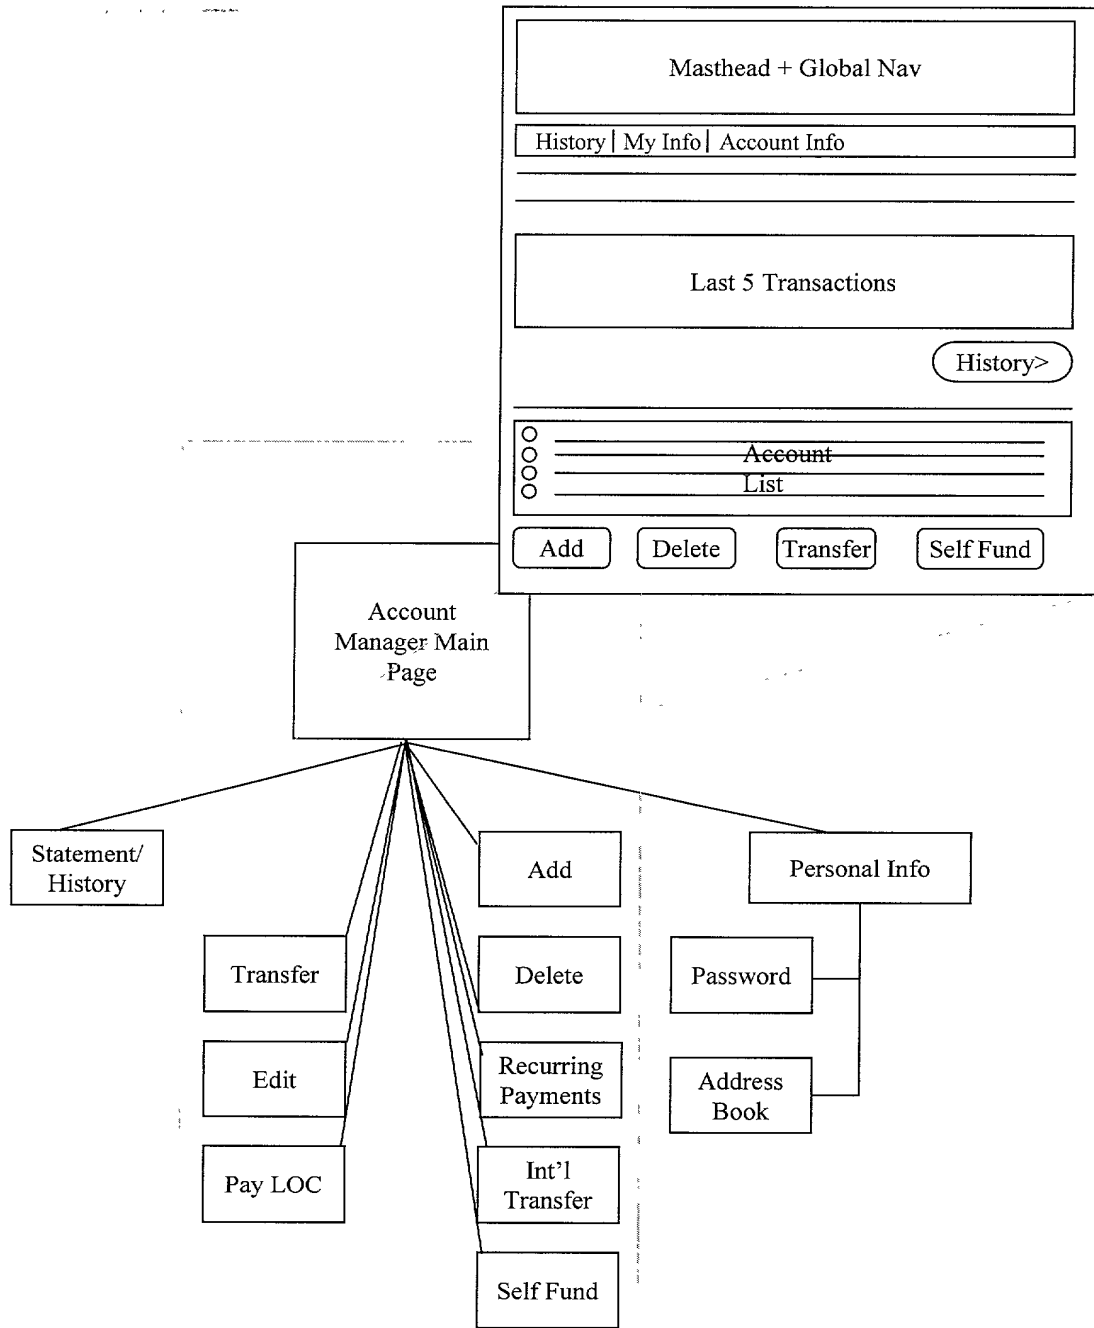 Masthead + Global Nav
History | My Info | Account Info
Last 5 Transactions
History>
Account
List
Add
Delete
Transfer
Self Fund
Account
Manager Main
Page
Statement/
History
Add
Personal Info
Transfer
Delete
Password
Edit
Recurring
Payments
Address
Book
Pay LOC
Int'l
Transfer
Self Fund